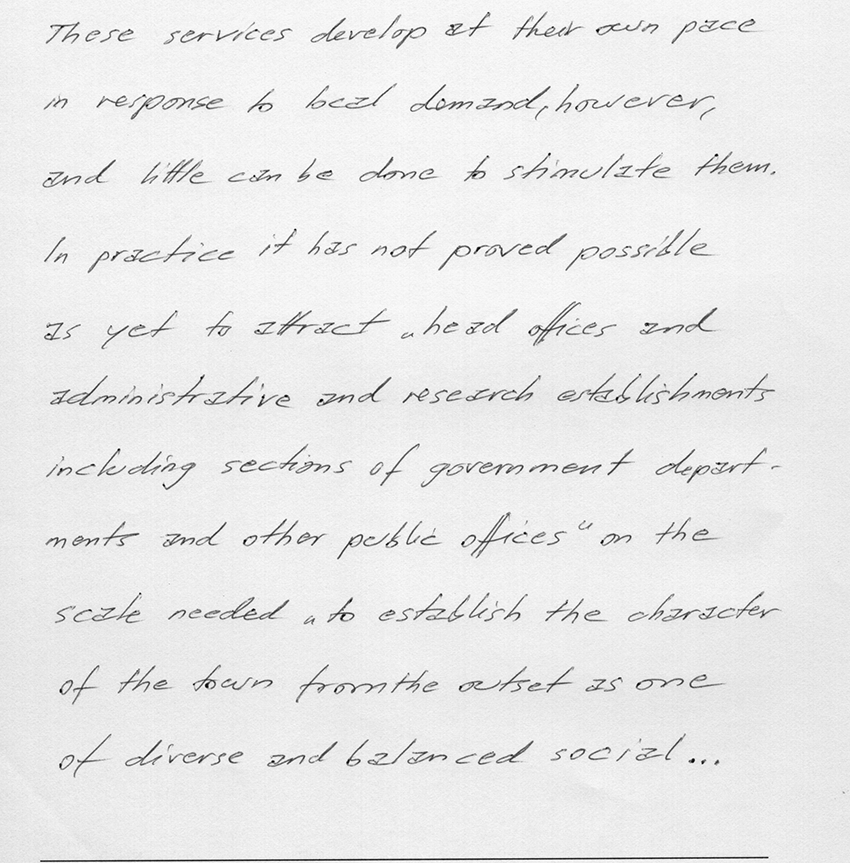 These services develop at their own pace
in response to local demand, however,
and little can be done to stimulate them.
In practice it has not proved possible
as yet to attract „head offices and
administrative and research establishments
including sections of government depart-
ments and other public offices“ on the
scale needed „to establish the character
of the town from the outset as one
of diverse and balanced social...